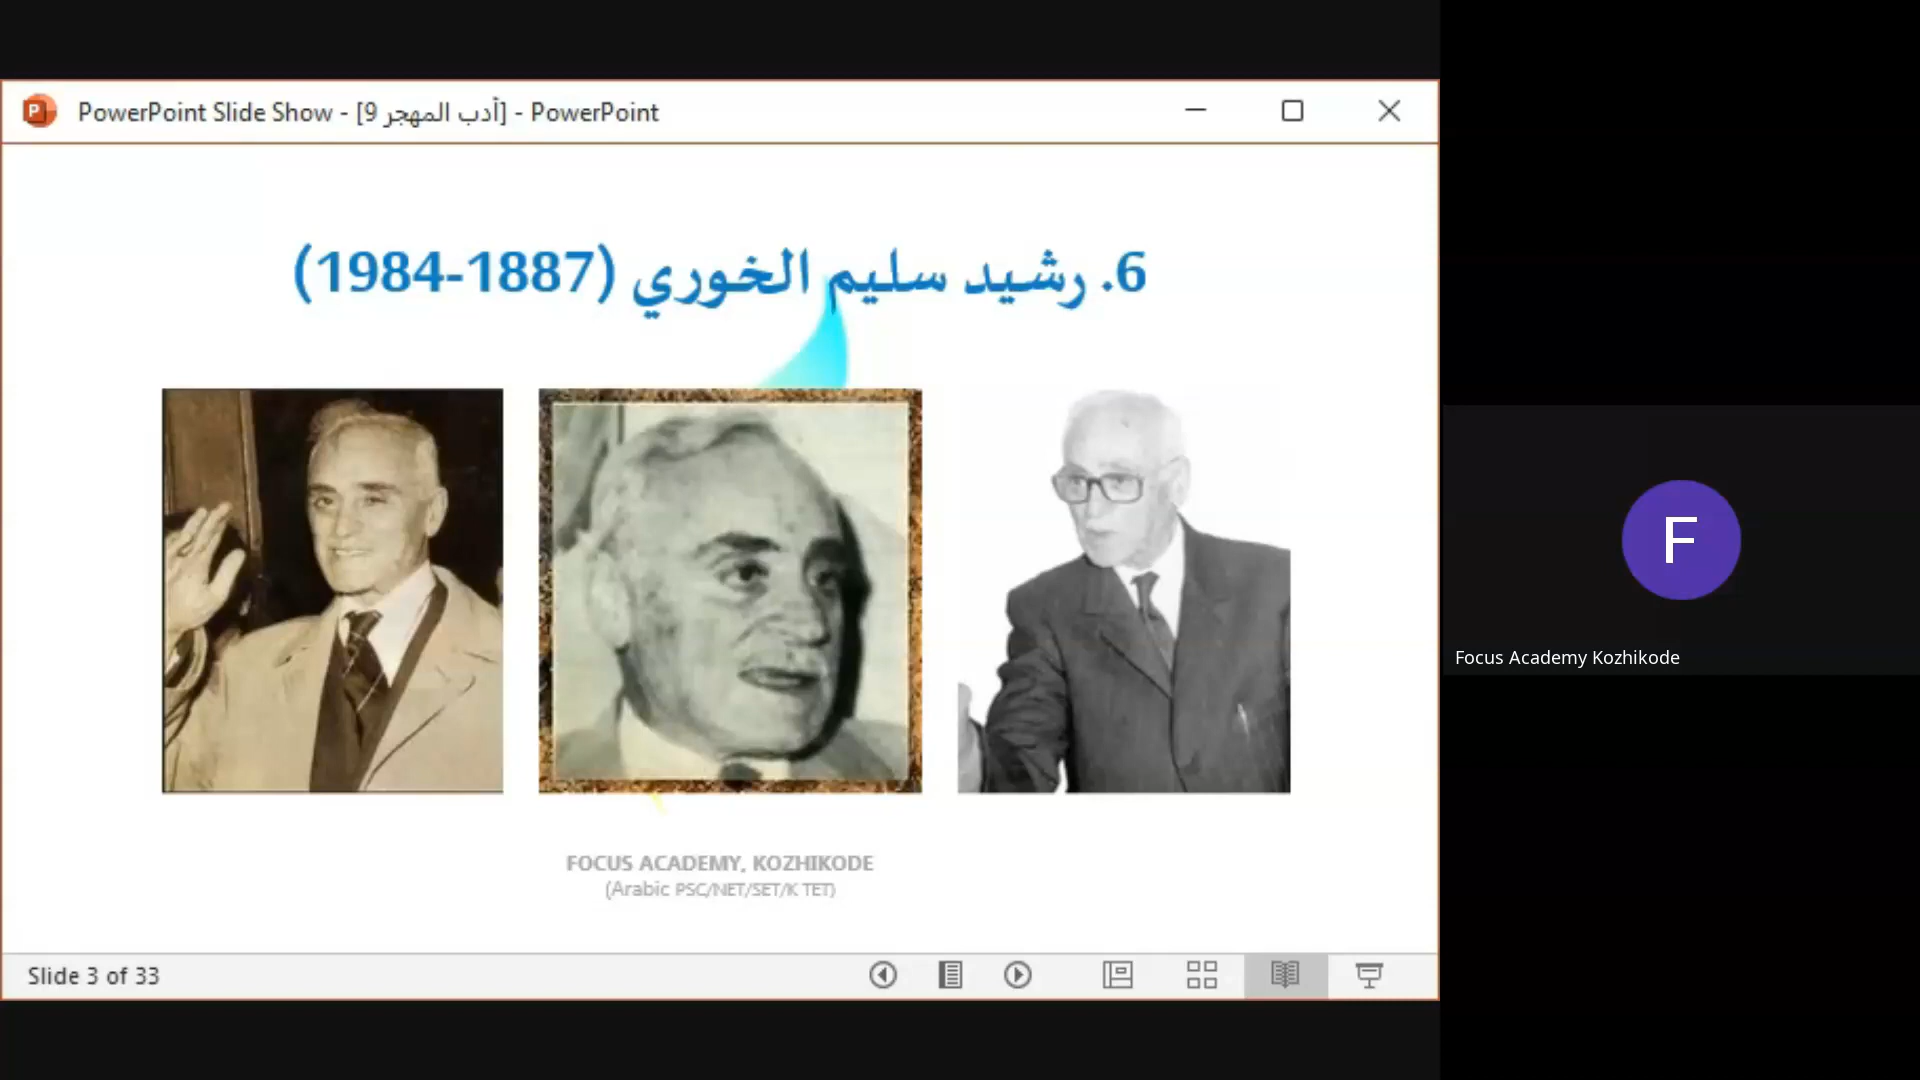 PowerPoint Slide Show - [أدب المهجر 9] - PowerPoint
6. رشيد سليم الخوري (1887-1984)
FOCUS ACADEMY, KOZHIKODE
(Arabic PSC/NET/SET/K TET)
Slide 3 of 33
F
Focus Academy Kozhikode